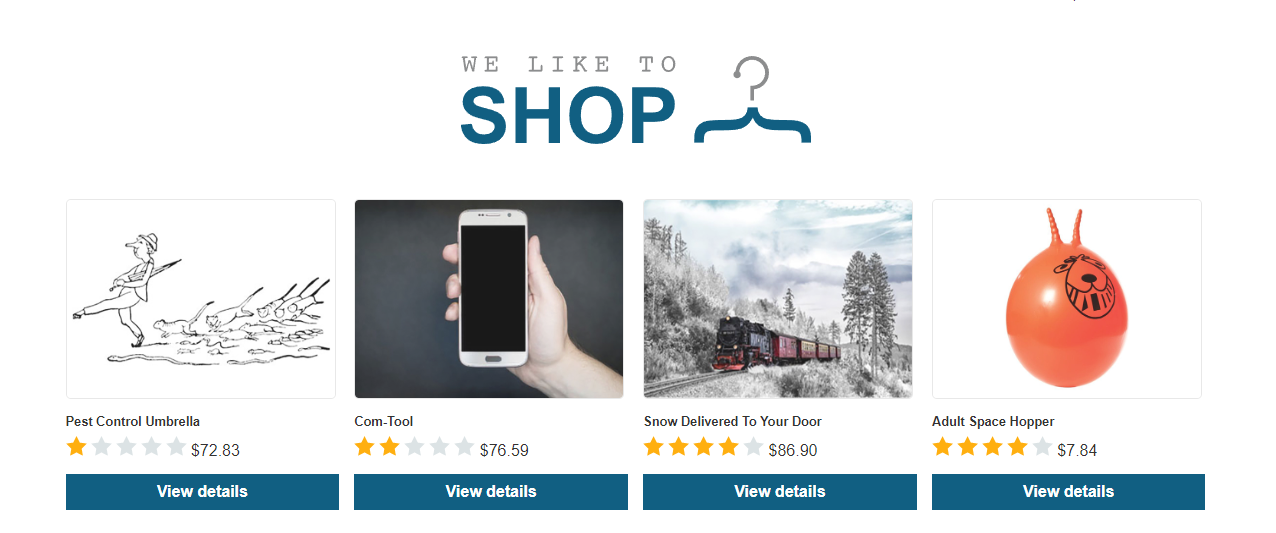 WE LIKE TO
SHOP
Pest Control Umbrella
$72.83
View details
Com-Tool
$76.59
View details
Snow Delivered To Your Door
$86.90
View details
Adult Space Hopper
$7.84
View details